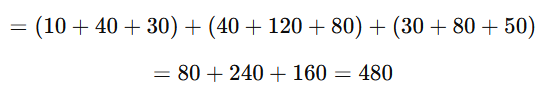 = (10 + 40 + 30) + (40 + 120 + 80) + (30 + 80 + 50)
= 80 + 240 + 160 = 480